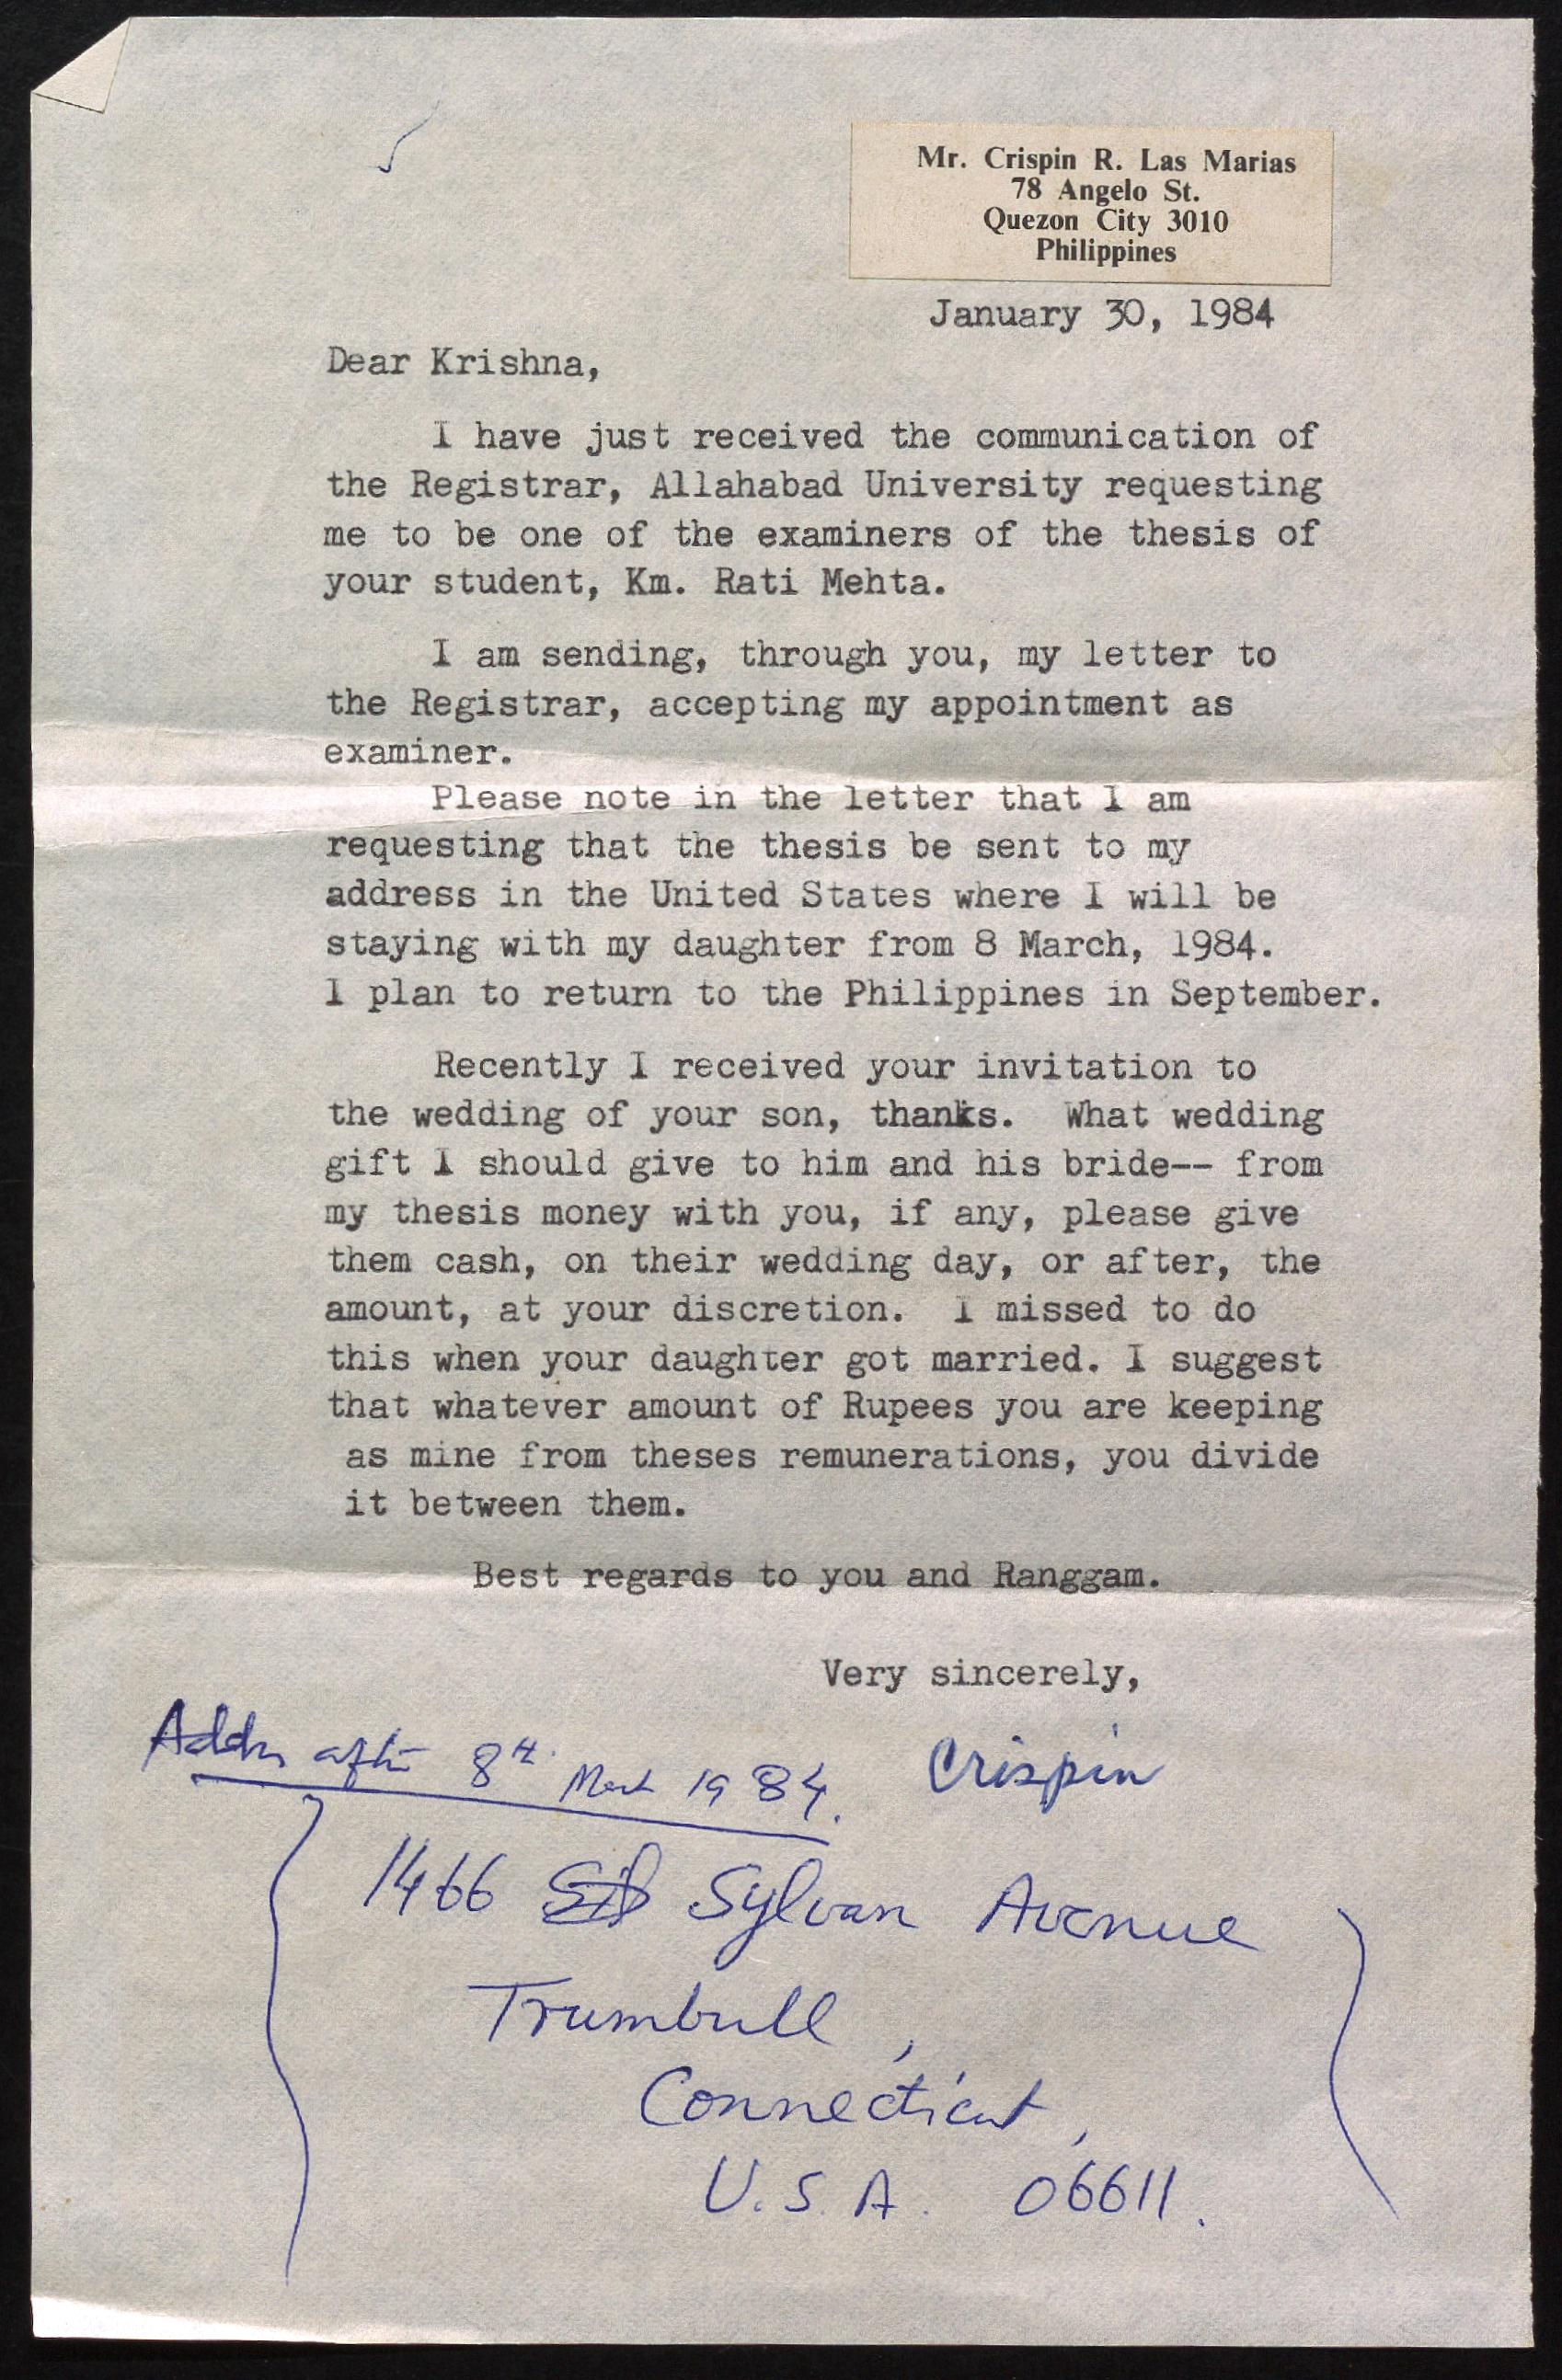 Mr. Crispin R. Las Marias
78 Angelo St.
Quezon City 3010
Philippines
January 30, 1984
Dear Krishna,
I have just received the communication of
the Registrar, Allahabad University requesting
me to be one of the examiners of the thesis of
your student, Km. Rati Mehta.
I am sending, through you, my letter to
the Registrar, accepting my appointment as
examiner.
Please note in the letter that I am
requesting that the thesis be sent to my
address in the United States where I will be
staying with my daughter from 8 March, 1984.
I plan to return to the Philippines in September.
Recently I received your invitation to
the wedding of your son, thanks. What wedding
gift I should give to him and his bride-- from
my thesis money with you, if any, please give
them cash, on their wedding day, or after, the
amount, at your discretion. I missed to do
this when your daughter got married. I suggest
that whatever amount of Rupees you are keeping
as mine from theses remunerations, you divide
it between them.
Best regards to you and Ranggam.
Very sincerely,
Crispin
after 8th March 1984.
1466 Sylvan Avenue
Trumbull,
Connecticut,
U.S.A. 06611.